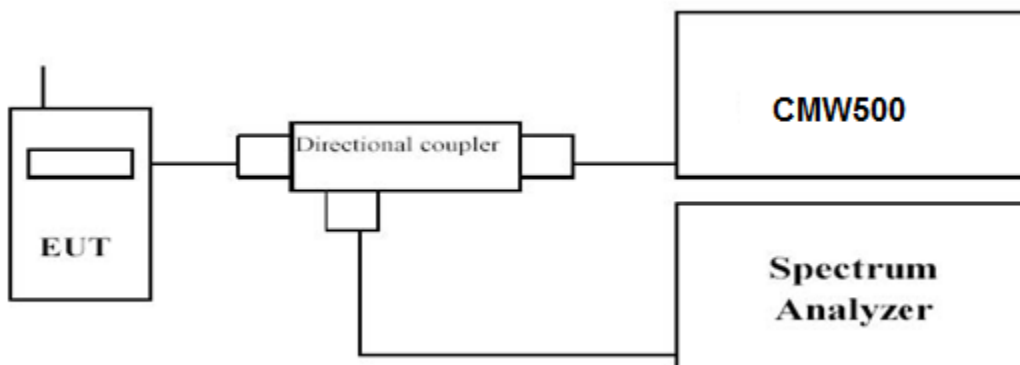 CMW500
Directional coupler
EUT
Spectrum
Analyzer